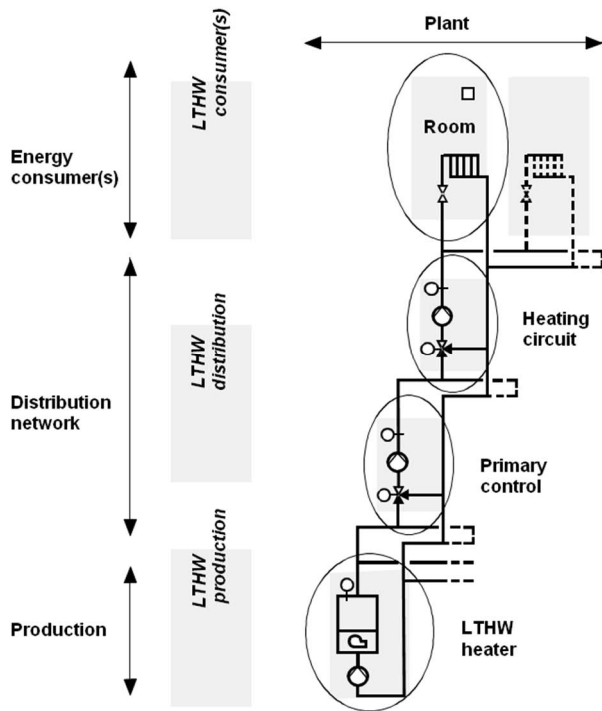 Plant
LTHW
consumer(s)
Energy
consumer(s)
Room
LTHW
distribution
Distribution
network
Heating
circuit
Primary
control
LTHW
production
Production
LTHW
heater